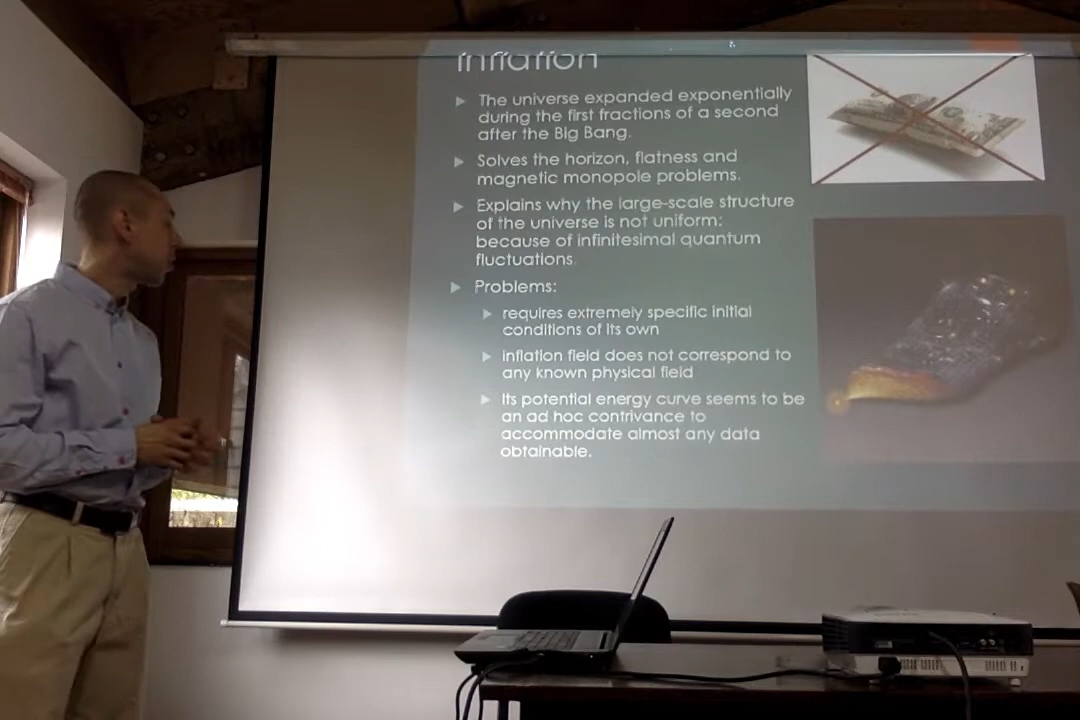 Inflation
The universe expanded exponentially
during the first fractions of a second
after the Big Bang.
Solves the horizon, flatness and
magnetic monopole problems.
Explains why the large-scale structure
of the universe is not uniform:
because of infinitesimal quantum
fluctuations.
Problems:
requires extremely specific initial
conditions of its own
inflation field does not correspond to
any known physical field
Its potential energy curve seems to be
an ad hoc contrivance to
accommodate almost any data
obtainable.